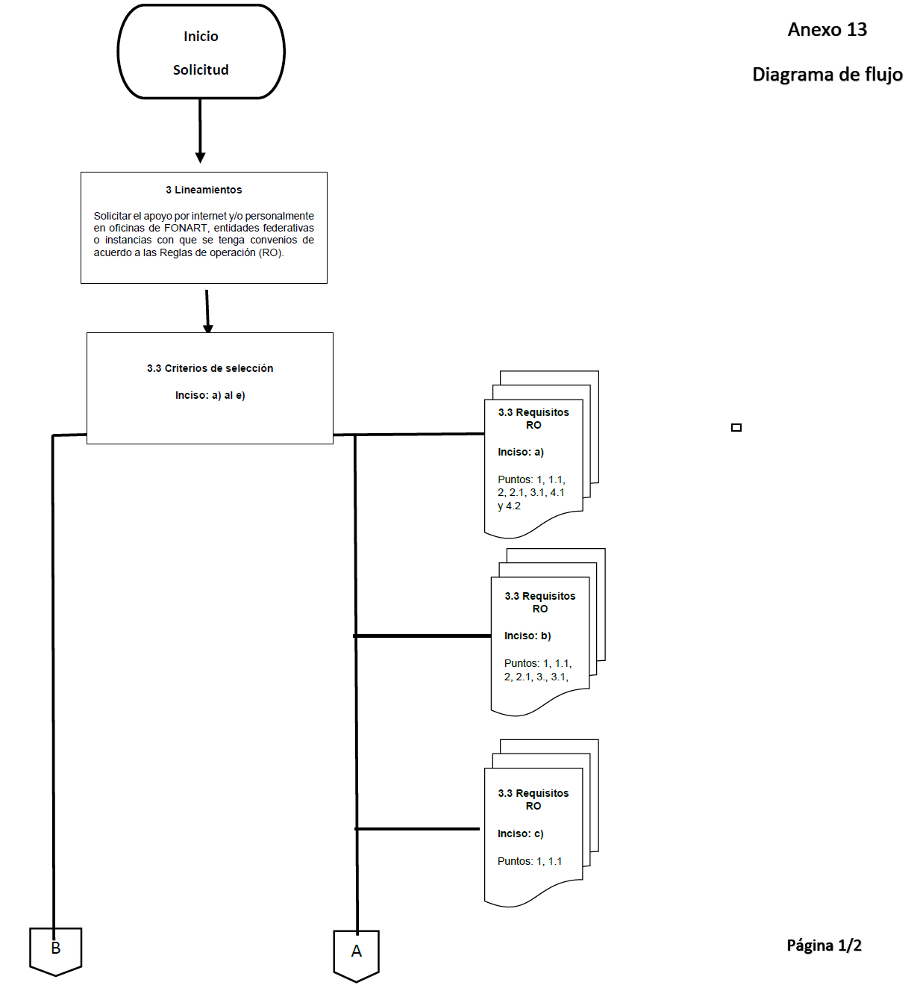 Inicio
Solicitud
Anexo 13
Diagrama de flujo
3 Lineamientos
Solicitar el apoyo por internet y/o personalmente
en oficinas de FONART, entidades federativas
o instancias con que se tenga convenios de
acuerdo a las Reglas de operación (RO).
3.3 Criterios de selección
Inciso: a) al e)
3.3 Requisitos
RO
Inciso: a)
Puntos: 1, 1.1,
2, 2.1, 3.1, 4.1
y 4.2
3.3 Requisitos
RO
Inciso: b)
Puntos: 1, 1.1,
2, 2.1, 3., 3.1,
3.3 Requisitos
RO
Inciso: c)
Puntos: 1, 1.1
B
A
Página 1/2